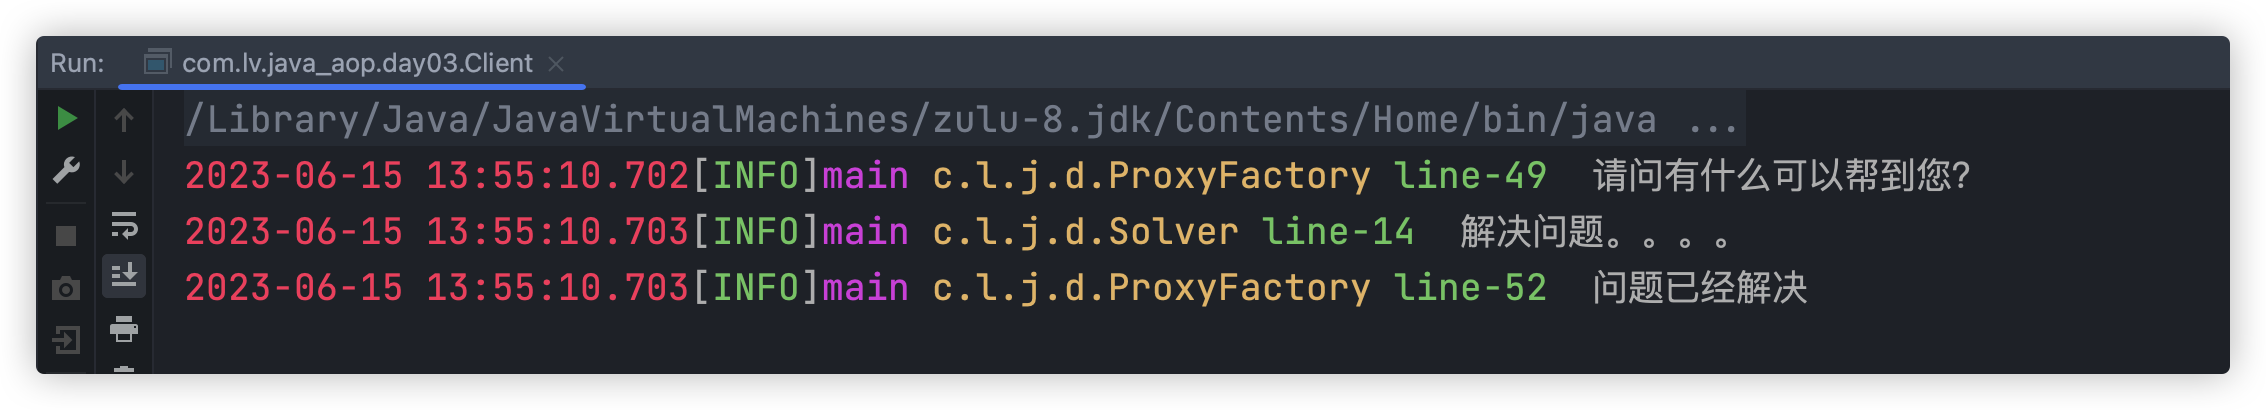 Run: com.lv.java_aop.day03.Client
/Library/Java/JavaVirtualMachines/zulu-8.jdk/Contents/Home/bin/java ...
2023-06-15 13:55:10.702[INFO]main c.l.j.d.ProxyFactory line-49  请问有什么可以帮到您?
2023-06-15 13:55:10.703[INFO]main c.l.j.d.Solver line-14  解决问题。。。。
2023-06-15 13:55:10.703[INFO]main c.l.j.d.ProxyFactory line-52  问题已经解决